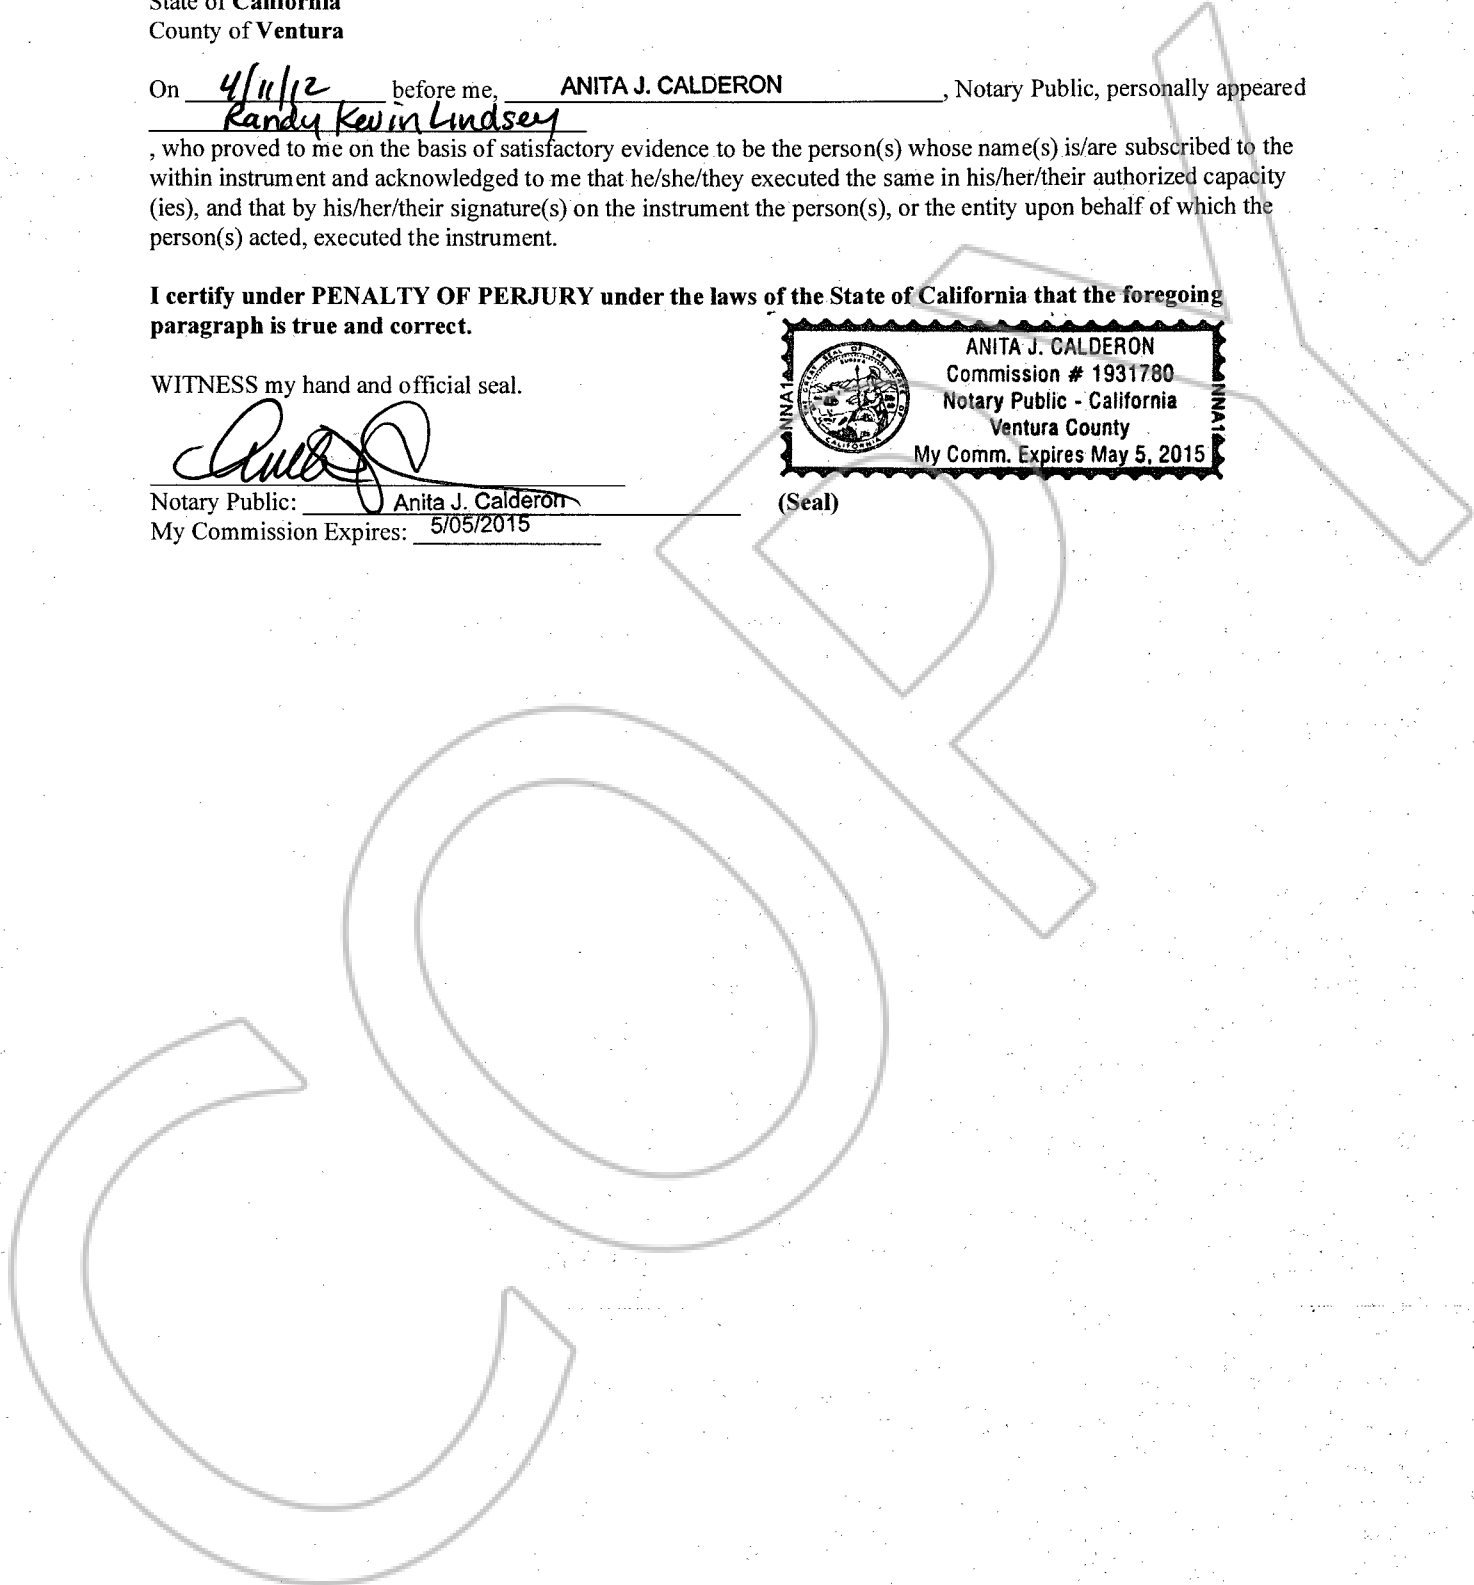 State of California
County of Ventura
On 4/11/12 before me, ANITA J. CALDERON, Notary Public, personally appeared
Randy Kevin Lindsey
, who proved to me on the basis of satisfactory evidence to be the person(s) whose name(s) is/are subscribed to the
within instrument and acknowledged to me that he/she/they executed the same in his/her/their authorized capacity
(ies), and that by his/her/their signature(s) on the instrument the person(s), or the entity upon behalf of which the
person(s) acted, executed the instrument.
I certify under PENALTY OF PERJURY under the laws of the State of California that the foregoing
paragraph is true and correct.
WITNESS my hand and official seal.
ANITA J. CALDERON
Commission # 1931780
Notary Public - California
Ventura County
My Comm. Expires May 5, 2015
NNA1
NNA1
Notary Public: Anita J. Calderon (Seal)
My Commission Expires: 5/05/2015
COPY